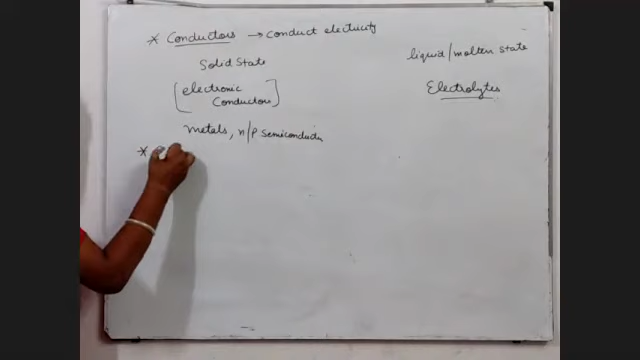 * Conductors → conduct electricity
Solid State
liquid/molten state
[electronic
Conductors]
Electrolytes
metals, n/p semiconductors
*